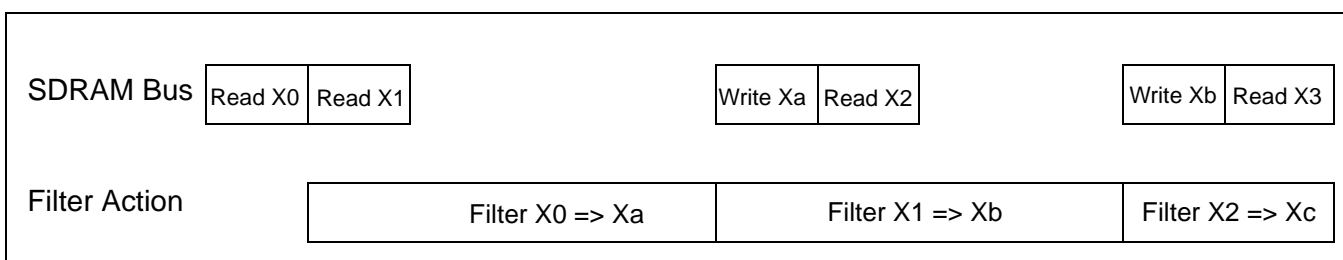 SDRAM Bus Read X0 Read X1 Write Xa Read X2 Write Xb Read X3
Filter Action Filter X0 => Xa Filter X1 => Xb Filter X2 => Xc